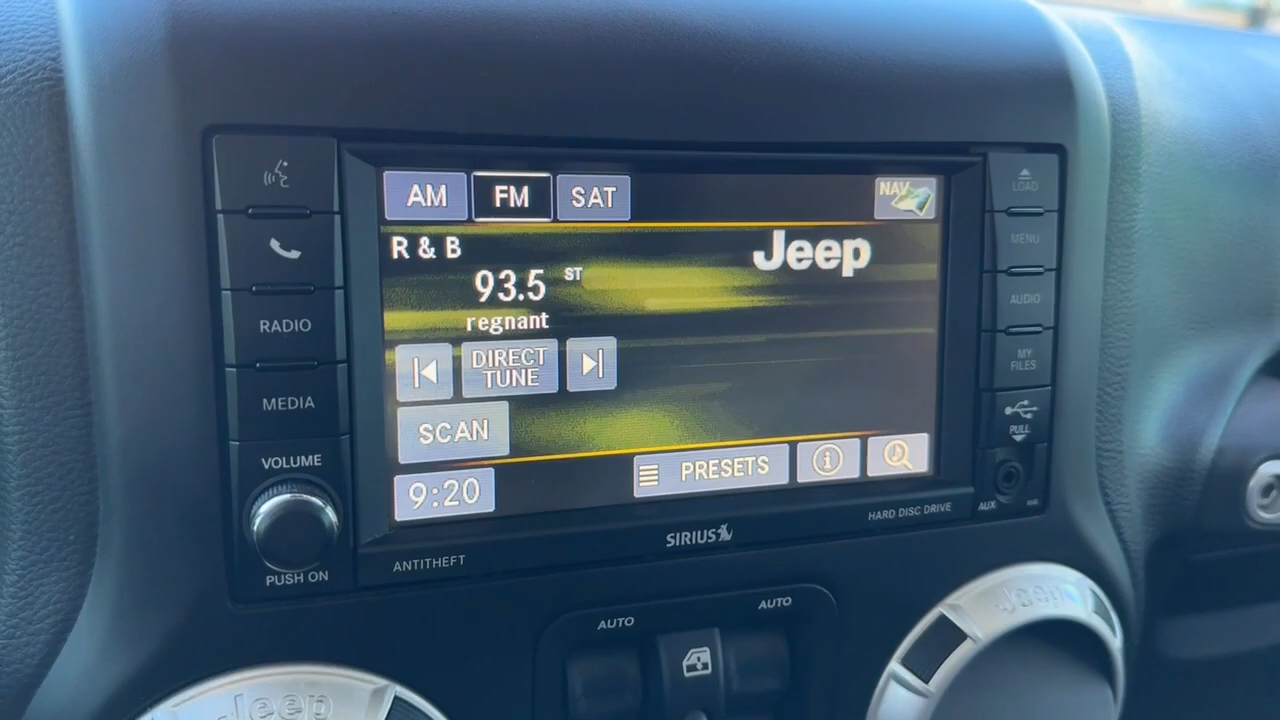 AM FM SAT NAV
R & B
Jeep
93.5 ST
regnant
DIRECT
TUNE
SCAN
9:20
PRESETS
RADIO
MEDIA
VOLUME
PUSH ON
LOAD
MENU
AUDIO
MY
FILES
PULL
AUX
ANTITHEFT
SIRIUS
HARD DISC DRIVE
AUTO
AUTO
Jeep
Jeep